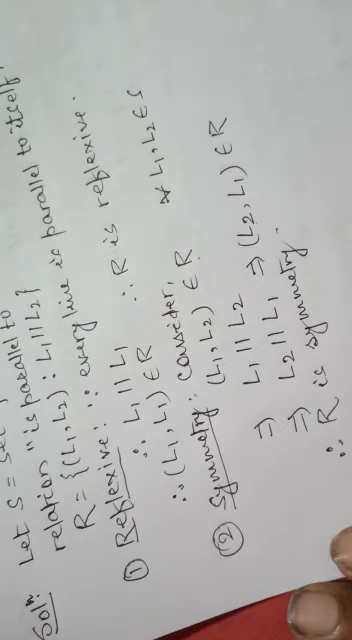 Soln. Let S = set
relation "is parallel to
R = {(L1, L2) : L1 || L2}
① Reflexive: ∵ every line is parallel to itself.
∴ L1 || L1 ∴ R is reflexive.
∴ (L1, L1) ∈ R
② Symmetry: consider, ∀ L1, L2 ∈ S
(L1, L2) ∈ R
⇒ L1 || L2
⇒ L2 || L1 ⇒ (L2, L1) ∈ R
∴ R is symmetry.